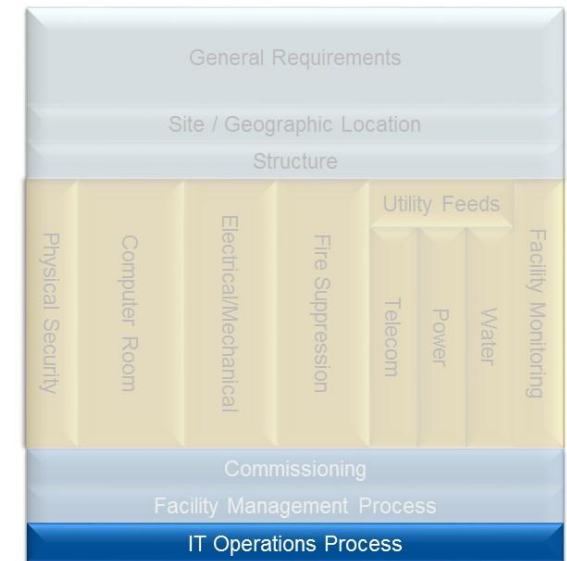 General Requirements
Site / Geographic Location
Structure
Physical Security
Computer Room
Electrical/Mechanical
Fire Suppression
Utility Feeds
Telecom
Power
Water
Facility Monitoring
Commissioning
Facility Management Process
IT Operations Process